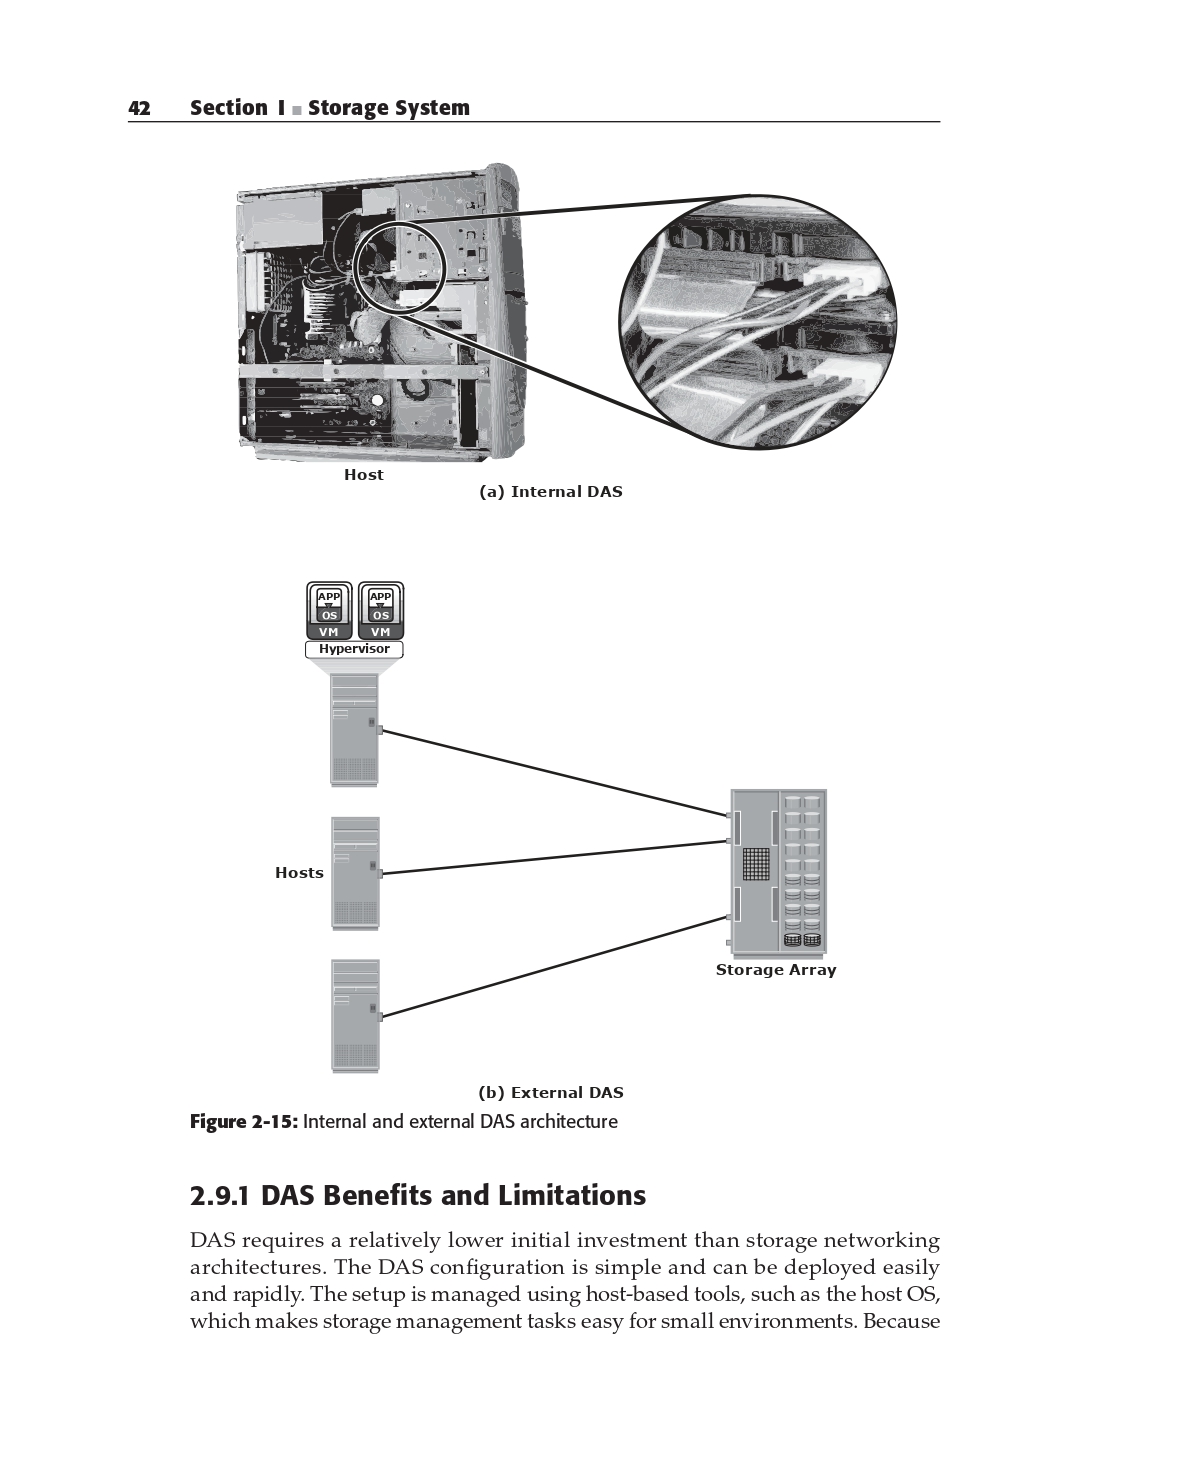 42 Section I ■ Storage System
Host
(a) Internal DAS
APP APP
OS OS
VM VM
Hypervisor
Hosts
Storage Array
(b) External DAS
Figure 2-15: Internal and external DAS architecture
2.9.1 DAS Benefits and Limitations
DAS requires a relatively lower initial investment than storage networking
architectures. The DAS configuration is simple and can be deployed easily
and rapidly. The setup is managed using host-based tools, such as the host OS,
which makes storage management tasks easy for small environments. Because